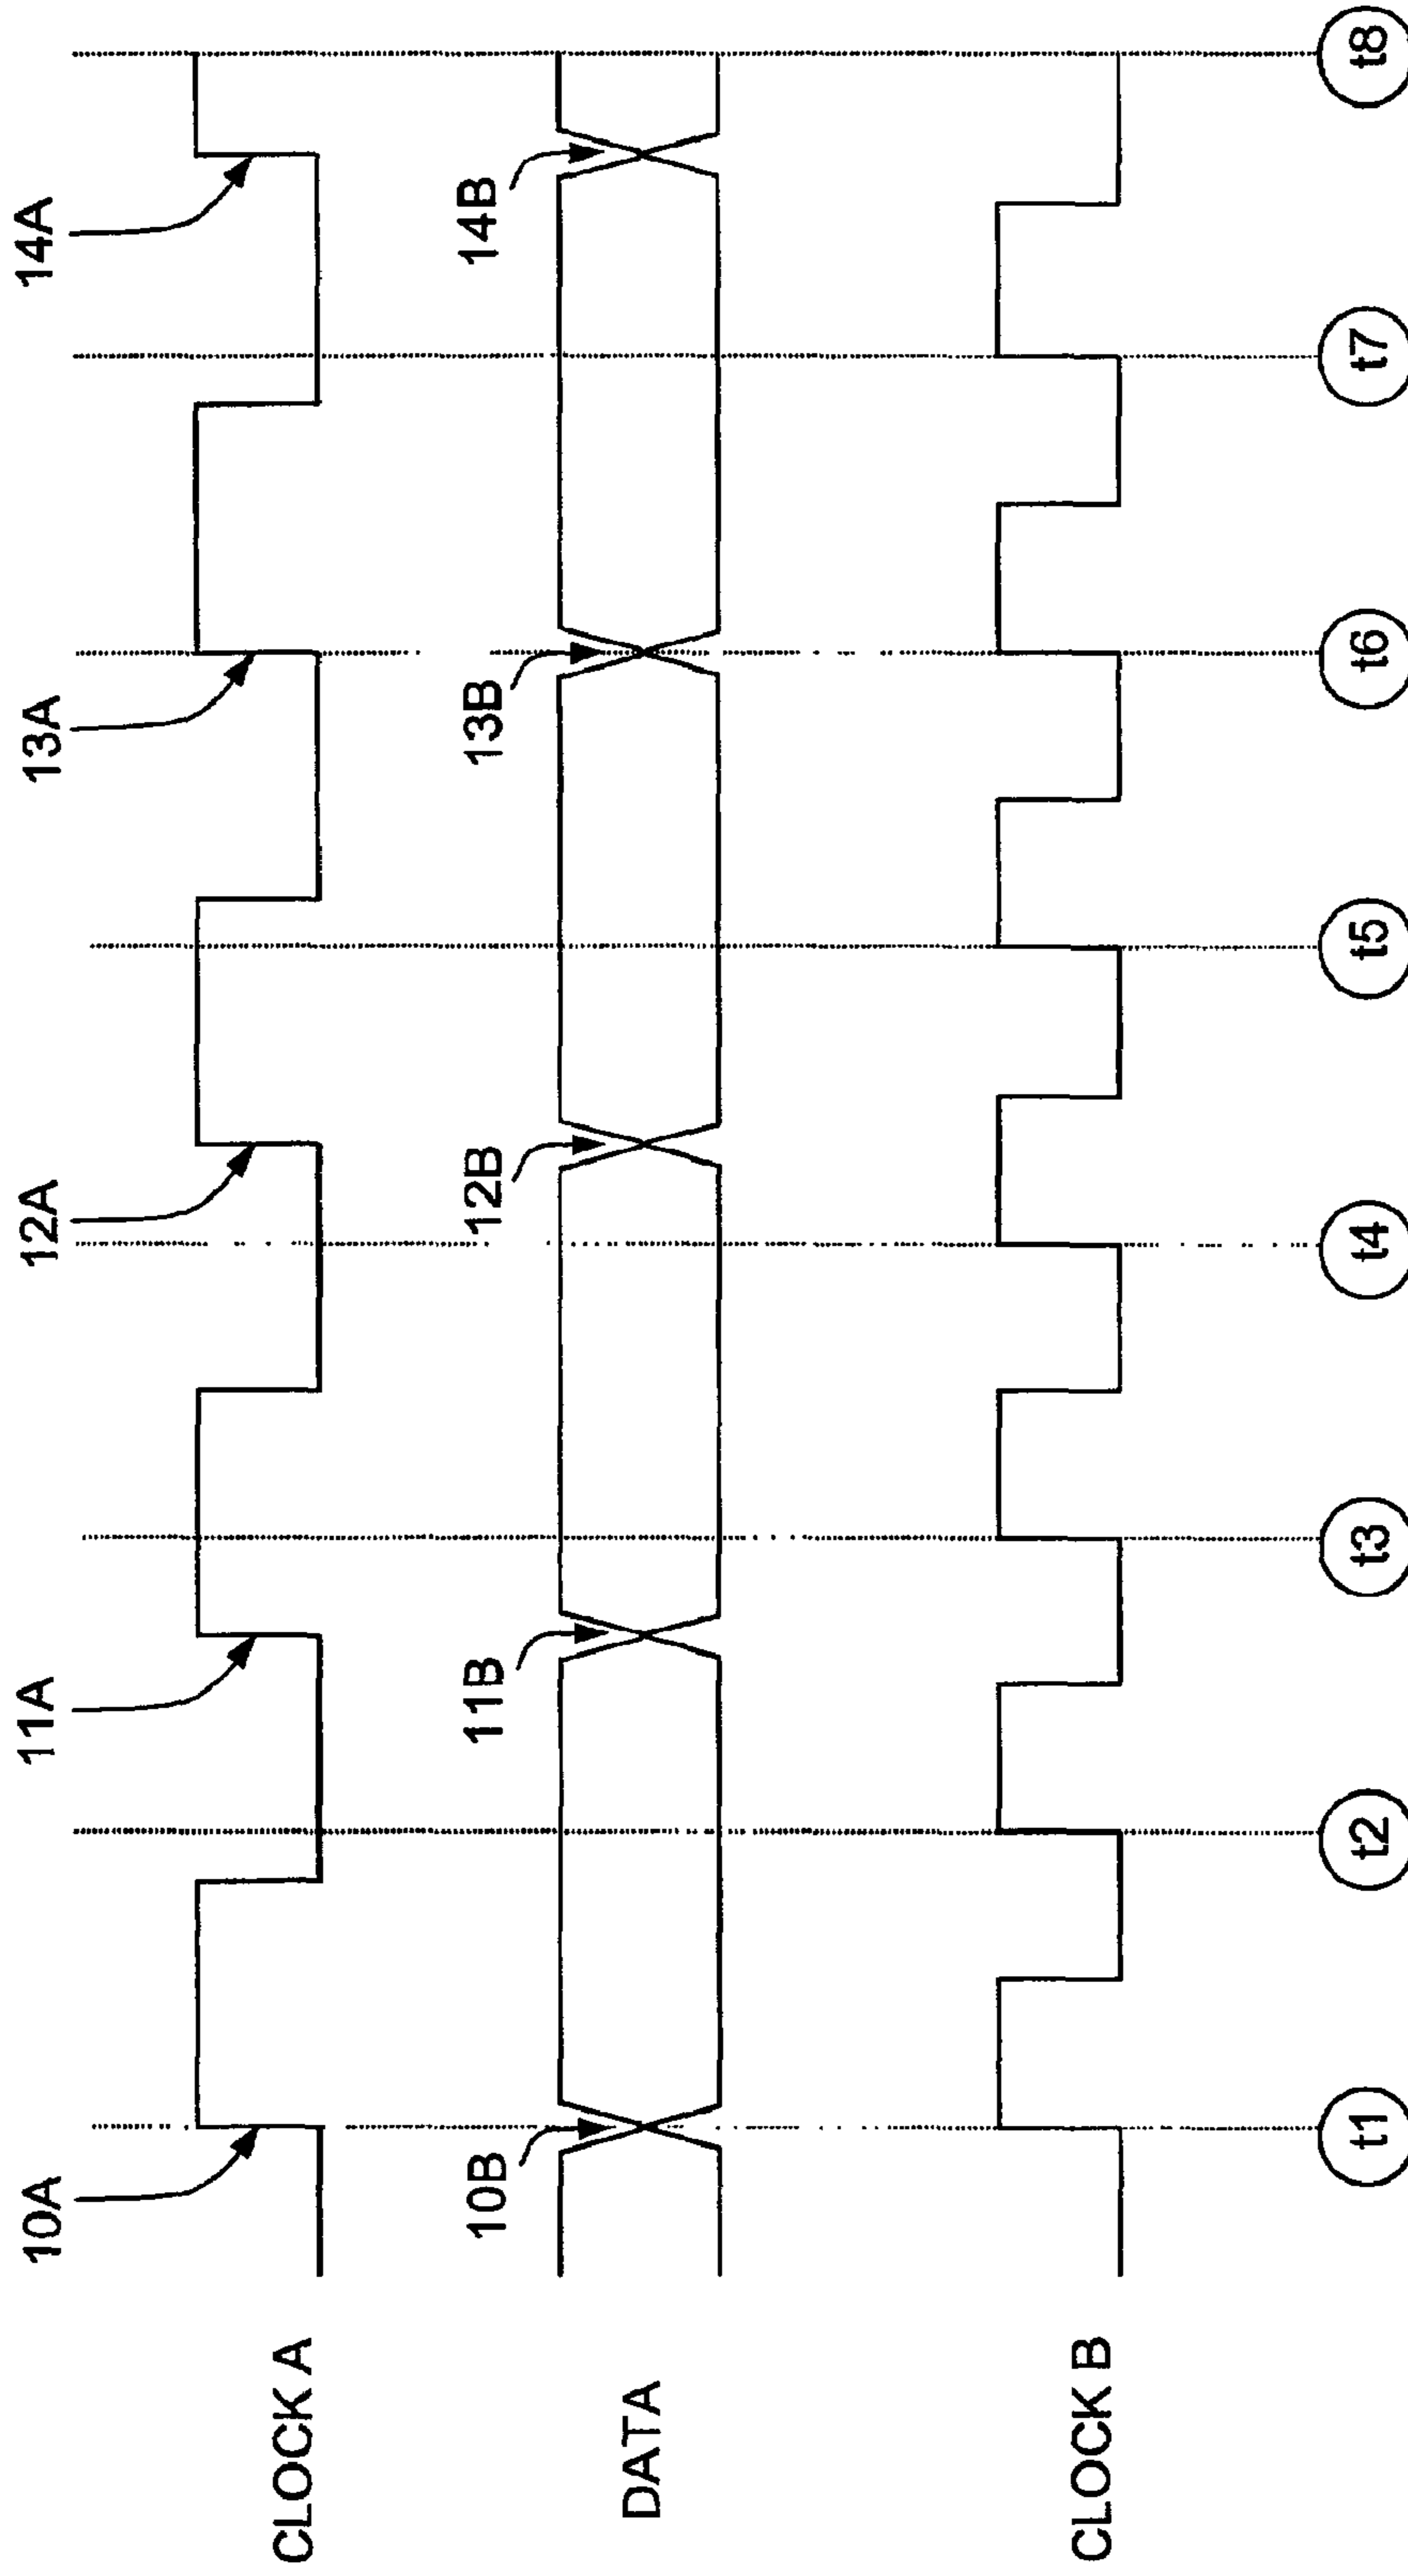 10A 11A 12A 13A 14A
CLOCK A
10B 11B 12B 13B 14B
DATA
CLOCK B
t1 t2 t3 t4 t5 t6 t7 t8